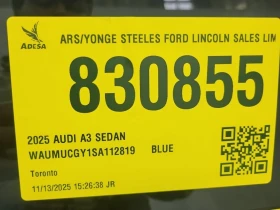 ADESA
ARS/YONGE STEELES FORD LINCOLN SALES LIM
830855
2025 AUDI A3 SEDAN
WAUMUCGY1SA112819 BLUE
Toronto
11/13/2025 15:26:38 JR